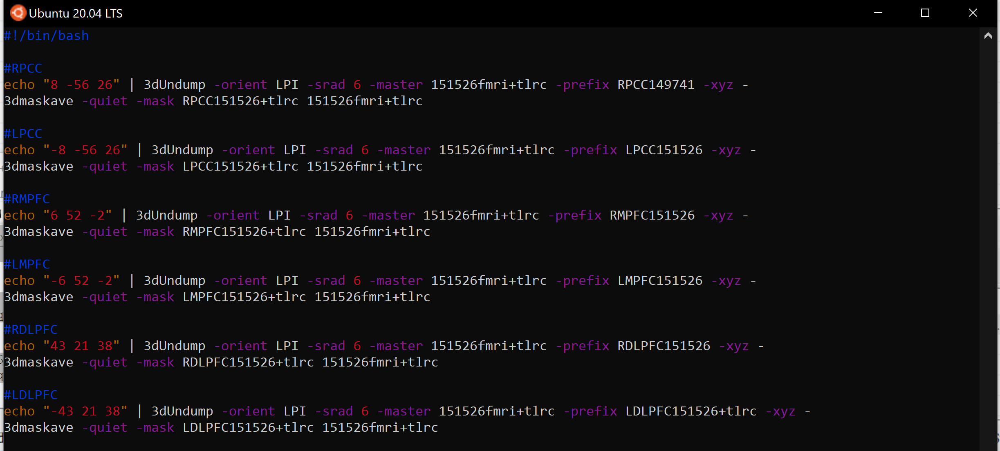 Ubuntu 20.04 LTS
#!/bin/bash
#RPCC
echo "8 -56 26" | 3dUndump -orient LPI -srad 6 -master 151526fmri+tlrc -prefix RPCC149741 -xyz -
3dmaskave -quiet -mask RPCC151526+tlrc 151526fmri+tlrc
#LPCC
echo "-8 -56 26" | 3dUndump -orient LPI -srad 6 -master 151526fmri+tlrc -prefix LPCC151526 -xyz -
3dmaskave -quiet -mask LPCC151526+tlrc 151526fmri+tlrc
#RMPFC
echo "6 52 -2" | 3dUndump -orient LPI -srad 6 -master 151526fmri+tlrc -prefix RMPFC151526 -xyz -
3dmaskave -quiet -mask RMPFC151526+tlrc 151526fmri+tlrc
#LMPFC
echo "-6 52 -2" | 3dUndump -orient LPI -srad 6 -master 151526fmri+tlrc -prefix LMPFC151526 -xyz -
3dmaskave -quiet -mask LMPFC151526+tlrc 151526fmri+tlrc
#RDLPFC
echo "43 21 38" | 3dUndump -orient LPI -srad 6 -master 151526fmri+tlrc -prefix RDLPFC151526 -xyz -
3dmaskave -quiet -mask RDLPFC151526+tlrc 151526fmri+tlrc
#LDLPFC
echo "-43 21 38" | 3dUndump -orient LPI -srad 6 -master 151526fmri+tlrc -prefix LDLPFC151526+tlrc -xyz -
3dmaskave -quiet -mask LDLPFC151526+tlrc 151526fmri+tlrc